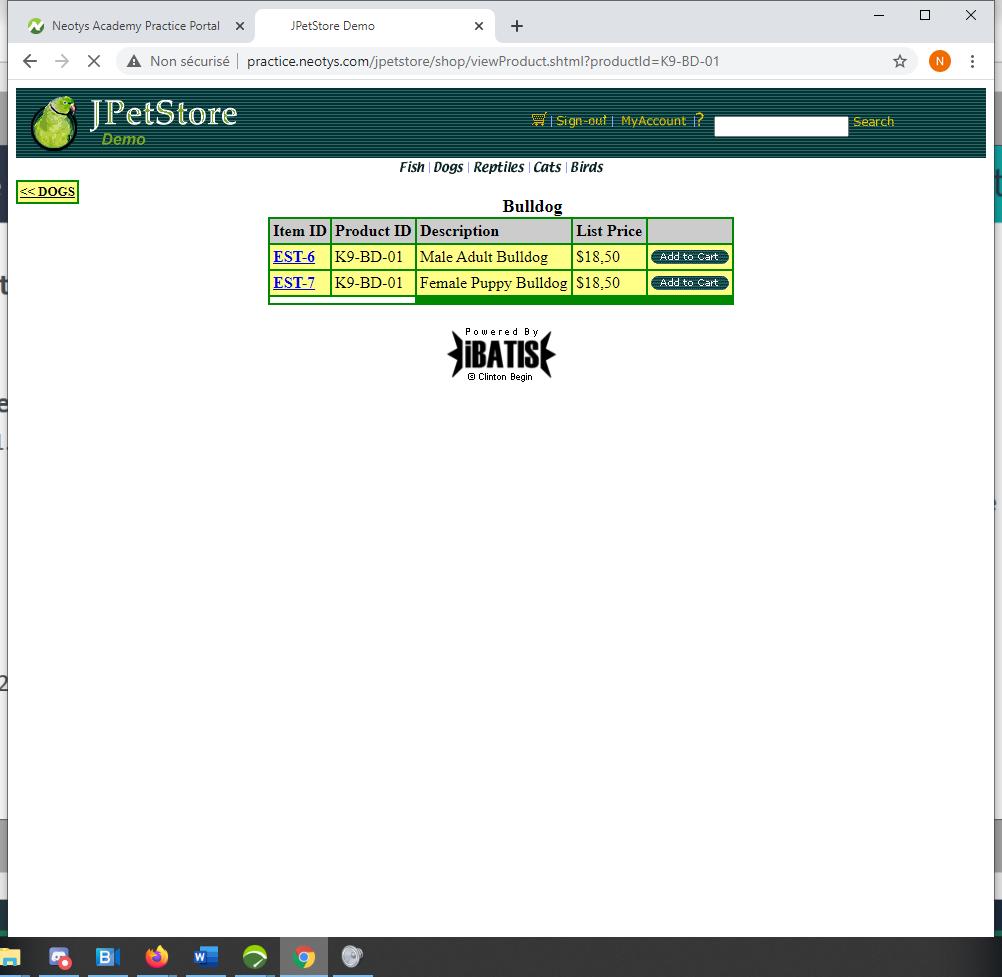 Neotys Academy Practice Portal
JPetStore Demo
Non sécurisé
practice.neotys.com/jpetstore/shop/viewProduct.shtml?productId=K9-BD-01
N
JPetStore
Demo
| Sign-out | MyAccount |?
Search
Fish | Dogs | Reptiles | Cats | Birds
<< DOGS
Bulldog
Item ID Product ID Description List Price
EST-6 K9-BD-01 Male Adult Bulldog $18,50 Add to Cart
EST-7 K9-BD-01 Female Puppy Bulldog $18,50 Add to Cart
Powered By
iBATIS
© Clinton Begin